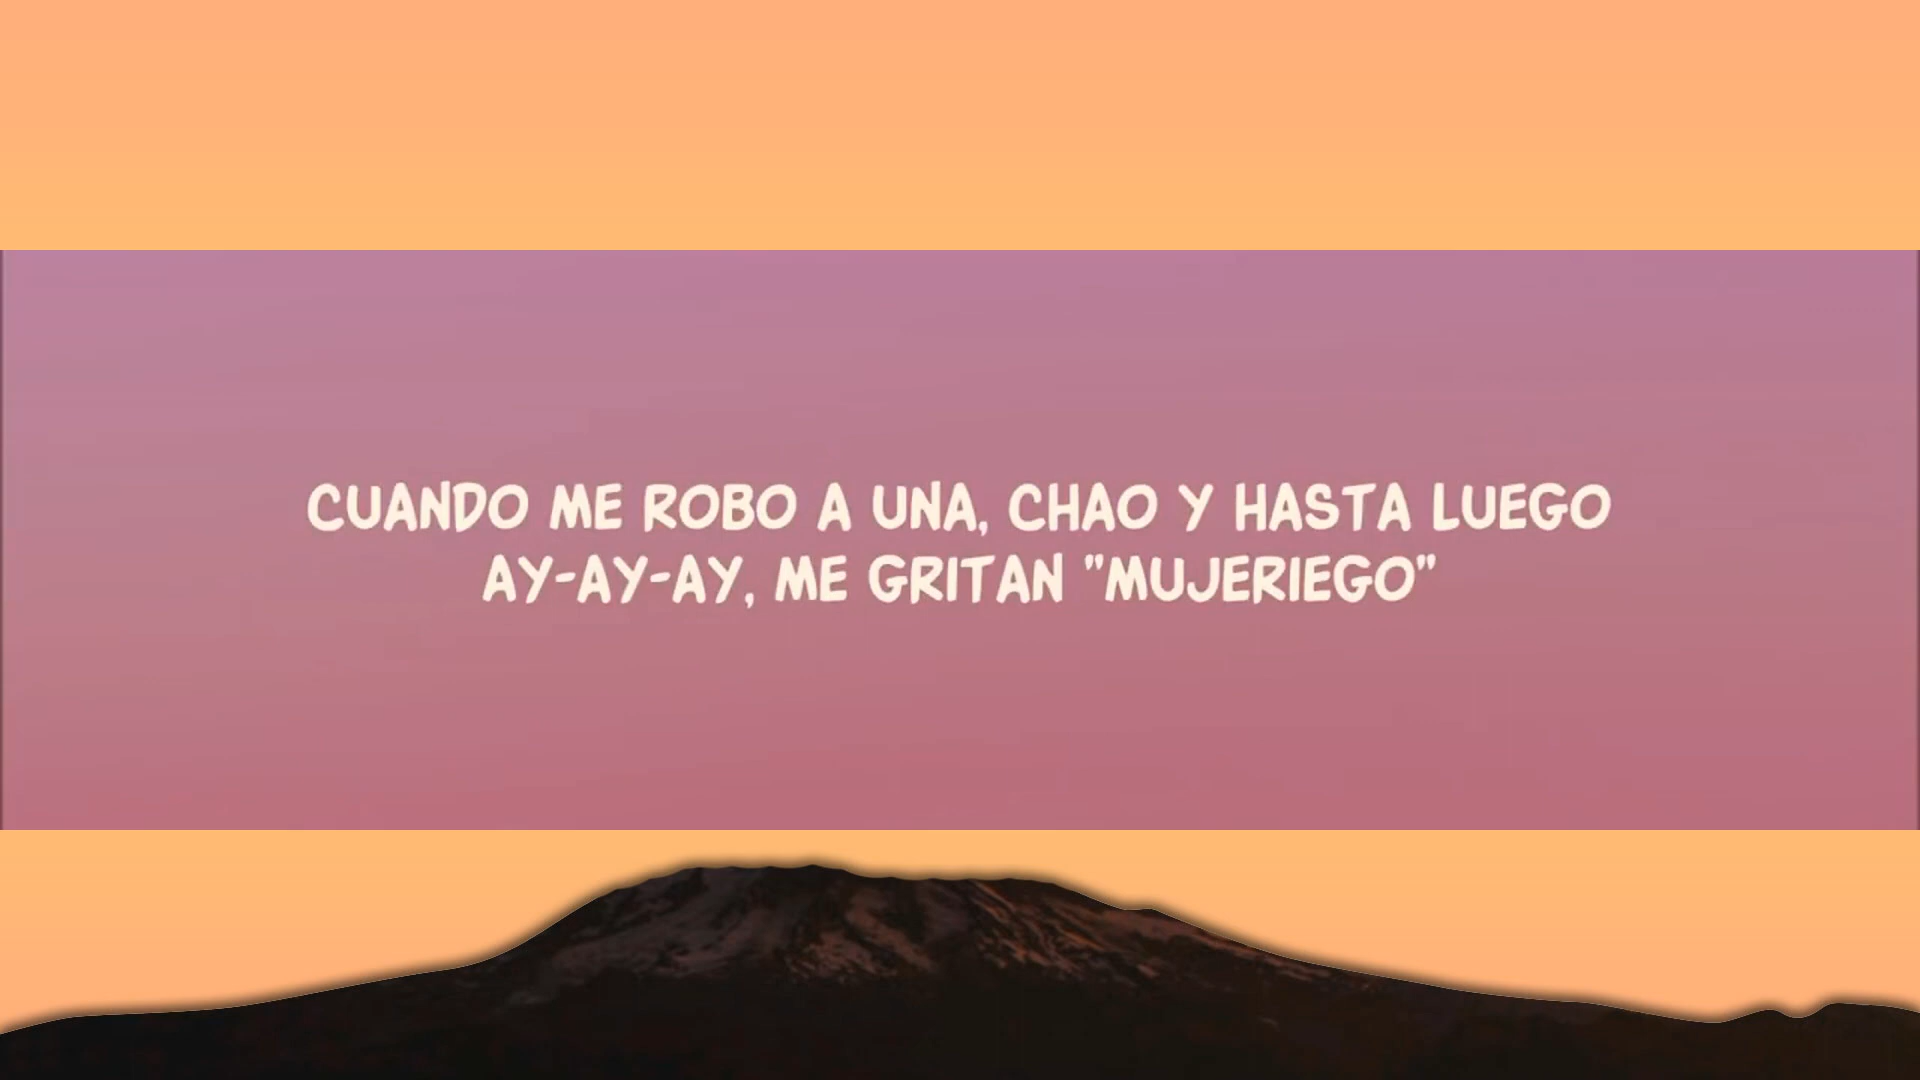 CUANDO ME ROBO A UNA, CHAO Y HASTA LUEGO
AY-AY-AY, ME GRITAN "MUJERIEGO"